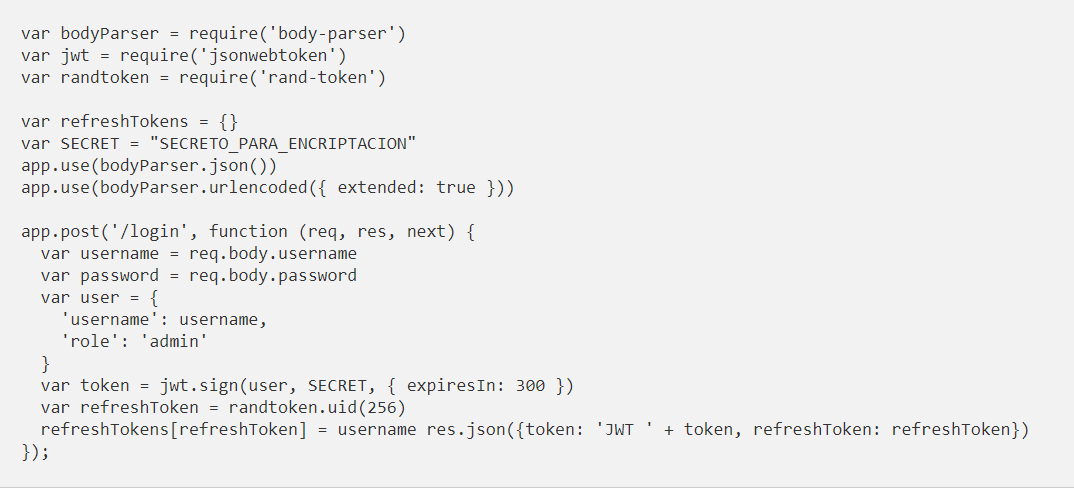 var bodyParser = require('body-parser')
var jwt = require('jsonwebtoken')
var randtoken = require('rand-token')

var refreshTokens = {}
var SECRET = "SECRETO_PARA_ENCRIPTACION"
app.use(bodyParser.json())
app.use(bodyParser.urlencoded({ extended: true }))

app.post('/login', function (req, res, next) {
  var username = req.body.username
  var password = req.body.password
  var user = {
    'username': username,
    'role': 'admin'
  }
  var token = jwt.sign(user, SECRET, { expiresIn: 300 })
  var refreshToken = randtoken.uid(256)
  refreshTokens[refreshToken] = username res.json({token: 'JWT ' + token, refreshToken: refreshToken})
});